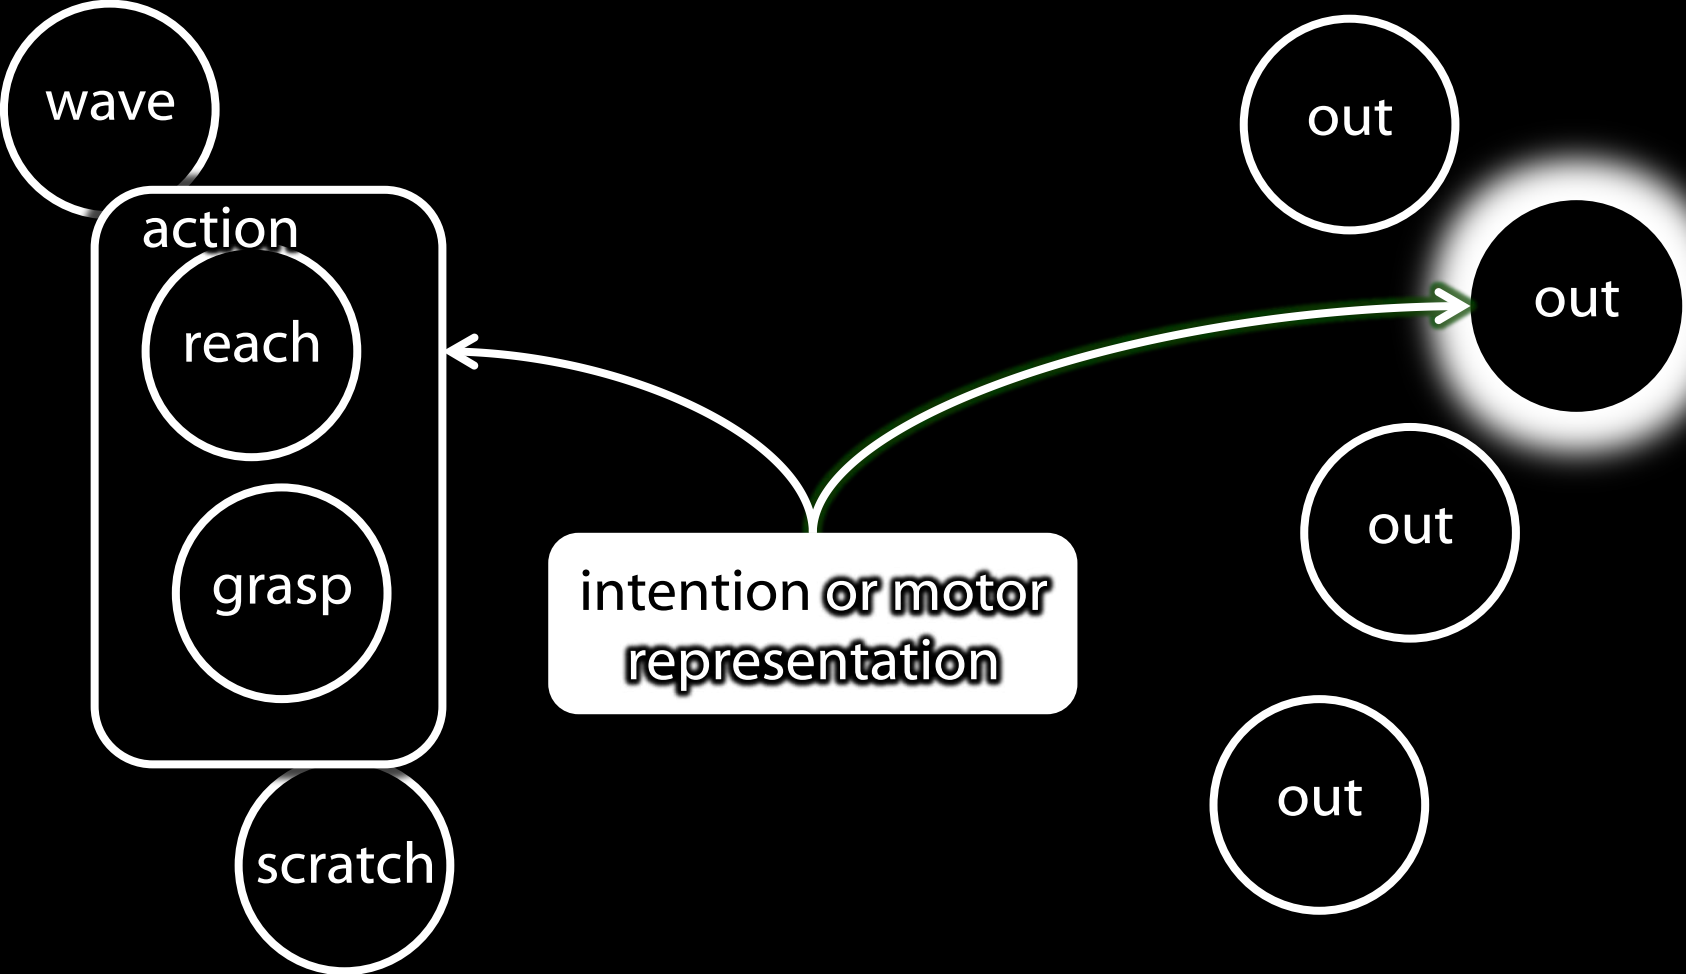 wave
action
reach
grasp
scratch
intention or motor
representation
out
out
out
out